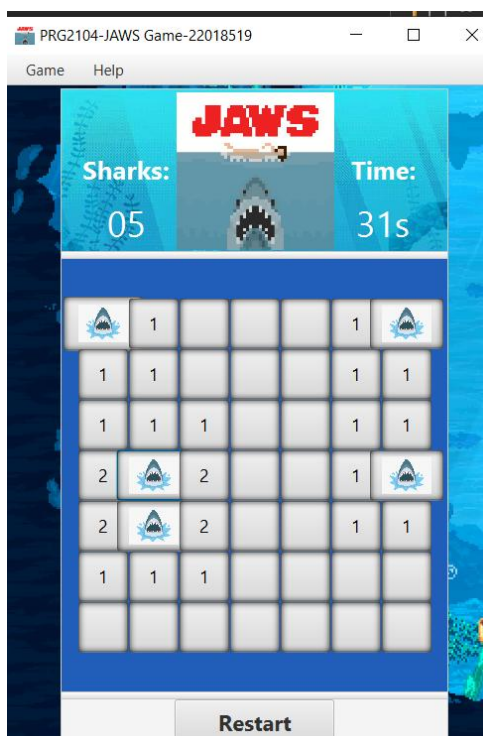 PRG2104-JAWS Game-22018519
Game Help
JAWS
Sharks: Time:
05 31s
1 1
1 1 1 1
1 1 1 1 1
2 2 1
2 2 1 1
1 1 1
Restart